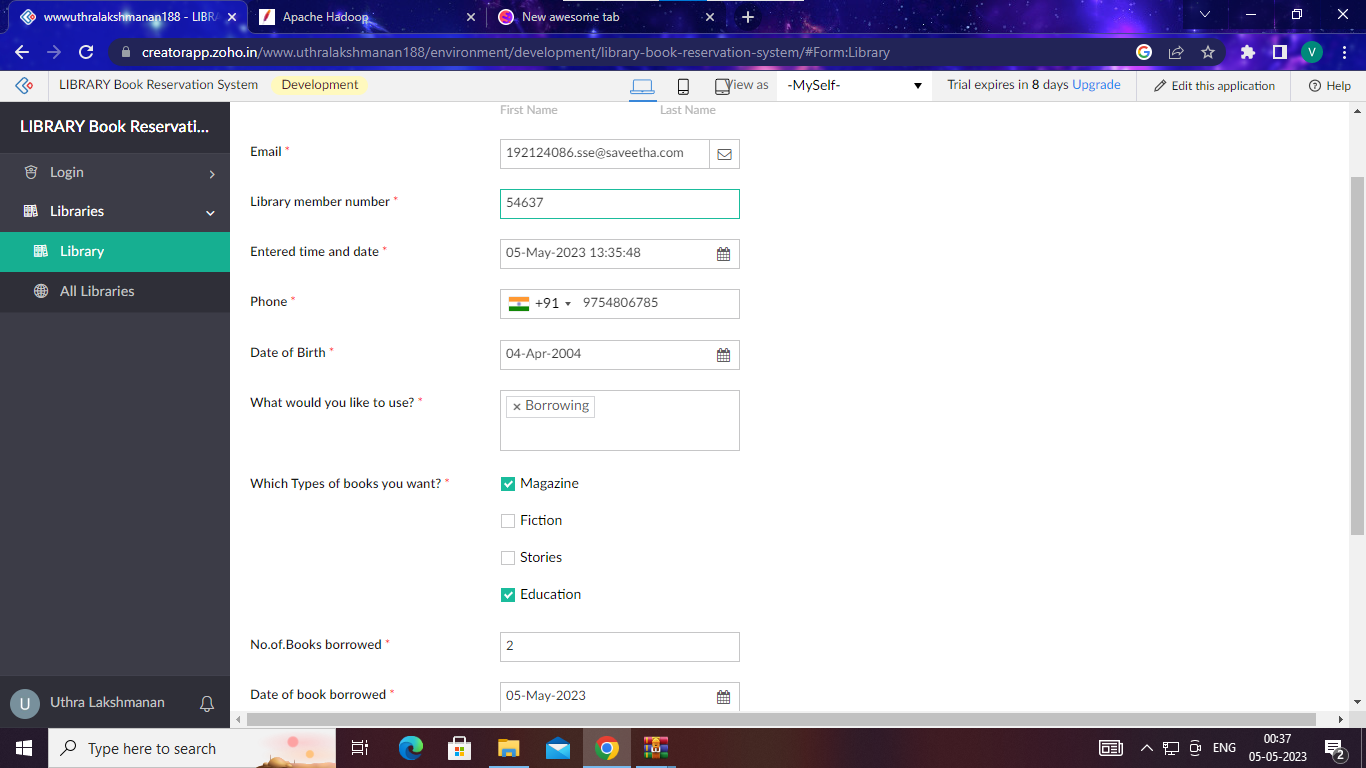 wwwuthralakshmanan188 - LIBRA
Apache Hadoop
New awesome tab
creatorapp.zoho.in/www.uthralakshmanan188/environment/development/library-book-reservation-system/#Form:Library
V
LIBRARY Book Reservation System
Development
View as
-MySelf-
Trial expires in 8 days Upgrade
Edit this application
Help
LIBRARY Book Reservati...
Login
Libraries
Library
All Libraries
First Name Last Name
Email *
192124086.sse@saveetha.com
Library member number *
54637
Entered time and date *
05-May-2023 13:35:48
Phone *
+91 9754806785
Date of Birth *
04-Apr-2004
What would you like to use? *
× Borrowing
Which Types of books you want? *
Magazine
Fiction
Stories
Education
No.of.Books borrowed *
2
Date of book borrowed *
05-May-2023
U
Uthra Lakshmanan
Type here to search
ENG
00:37
05-05-2023
2